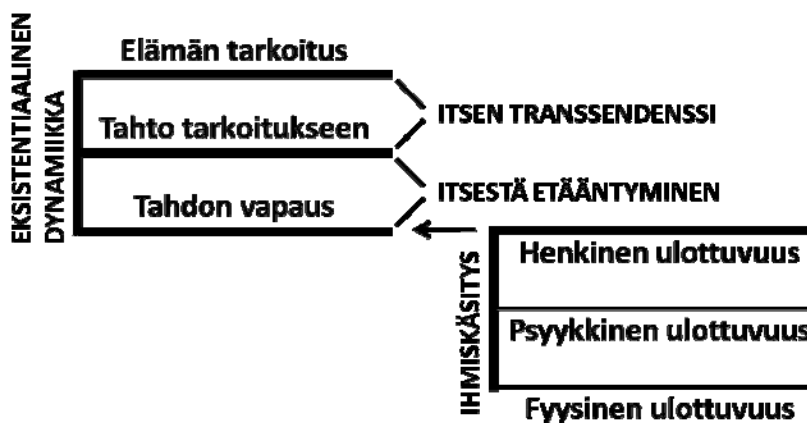 EKSISTENTIAALINEN
DYNAMIIKKA
Elämän tarkoitus
Tahto tarkoitukseen
ITSEN TRANSSENDENSSI
Tahdon vapaus
ITSESTÄ ETÄÄNTYMINEN
IHMISKÄSITYS
Henkinen ulottuvuus
Psyykkinen ulottuvuus
Fyysinen ulottuvuus